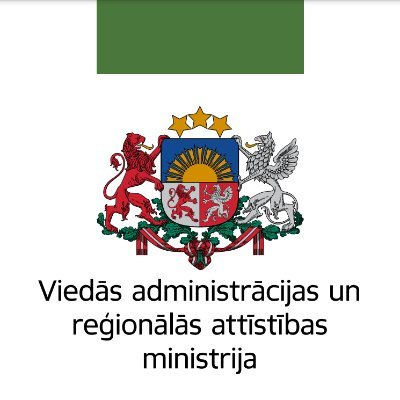 Viedās administrācijas un
reģionālās attīstības
ministrija